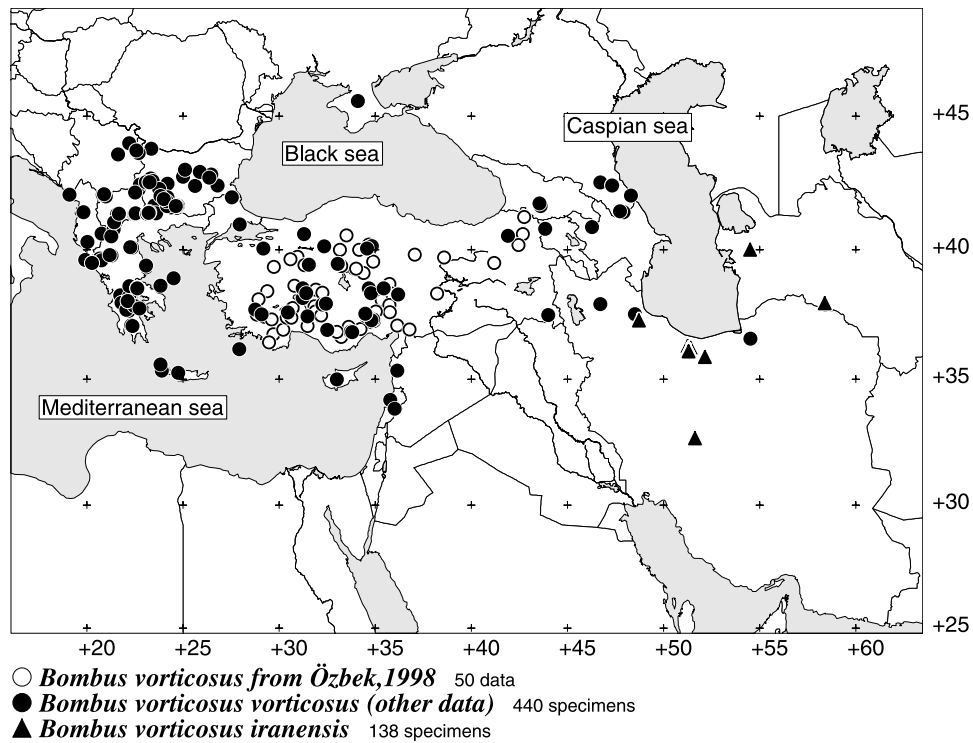 +45
Caspian sea
Black sea
+40
+35
Mediterranean sea
+30
+25
+20 +25 +30 +35 +40 +45 +50 +55 +60
Bombus vorticosus from Özbek,1998 50 data
Bombus vorticosus vorticosus (other data) 440 specimens
Bombus vorticosus iranensis 138 specimens